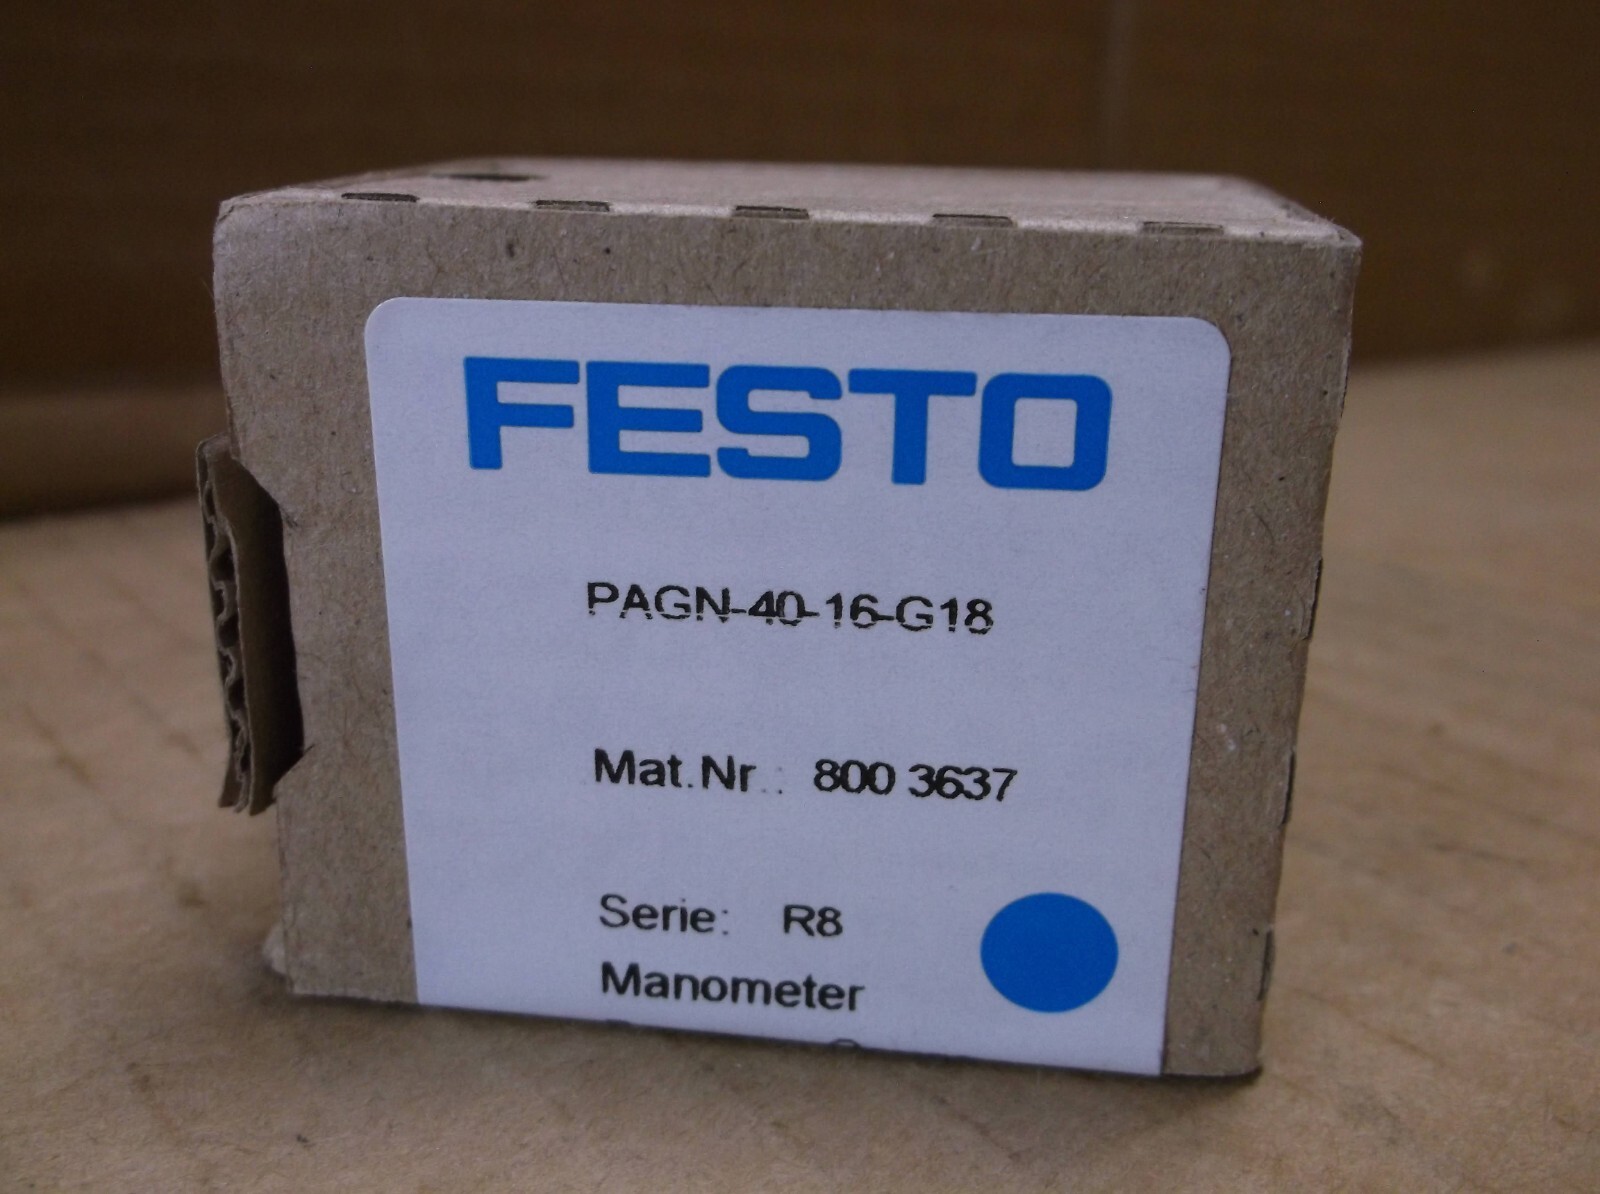 FESTO
PAGN-40-16-G18
Mat.Nr.: 800 3637
Serie: R8
Manometer